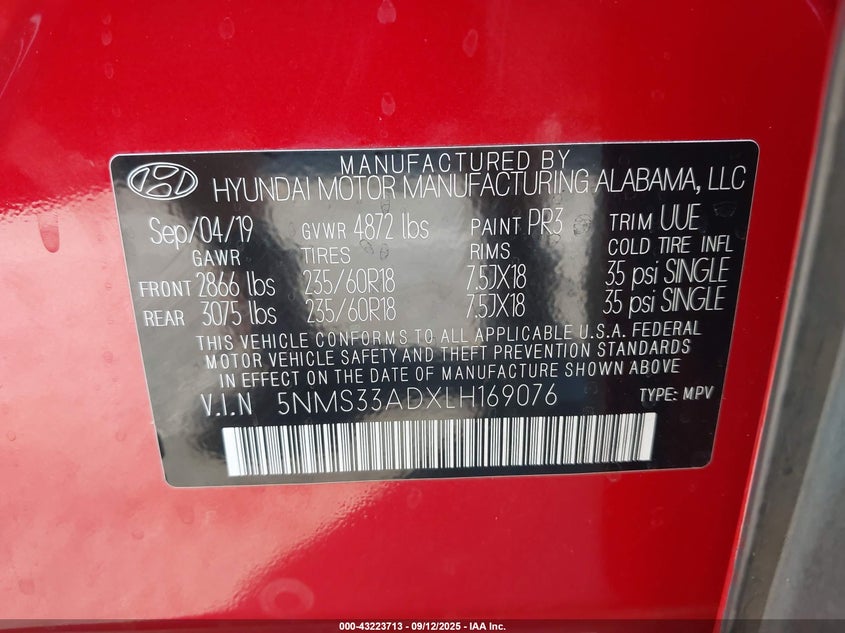 MANUFACTURED BY
HYUNDAI MOTOR MANUFACTURING ALABAMA, LLC
Sep/04/19 GVWR 4872 lbs PAINT PR3 TRIM UUE
GAWR TIRES RIMS COLD TIRE INFL
FRONT 2866 lbs 235/60R18 7.5JX18 35 psi SINGLE
REAR 3075 lbs 235/60R18 7.5JX18 35 psi SINGLE
THIS VEHICLE CONFORMS TO ALL APPLICABLE U.S.A. FEDERAL
MOTOR VEHICLE SAFETY AND THEFT PREVENTION STANDARDS
IN EFFECT ON THE DATE OF MANUFACTURE SHOWN ABOVE
V.I.N 5NMS33ADXLH169076 TYPE: MPV
000-43223713 - 09/12/2025 - IAA Inc.